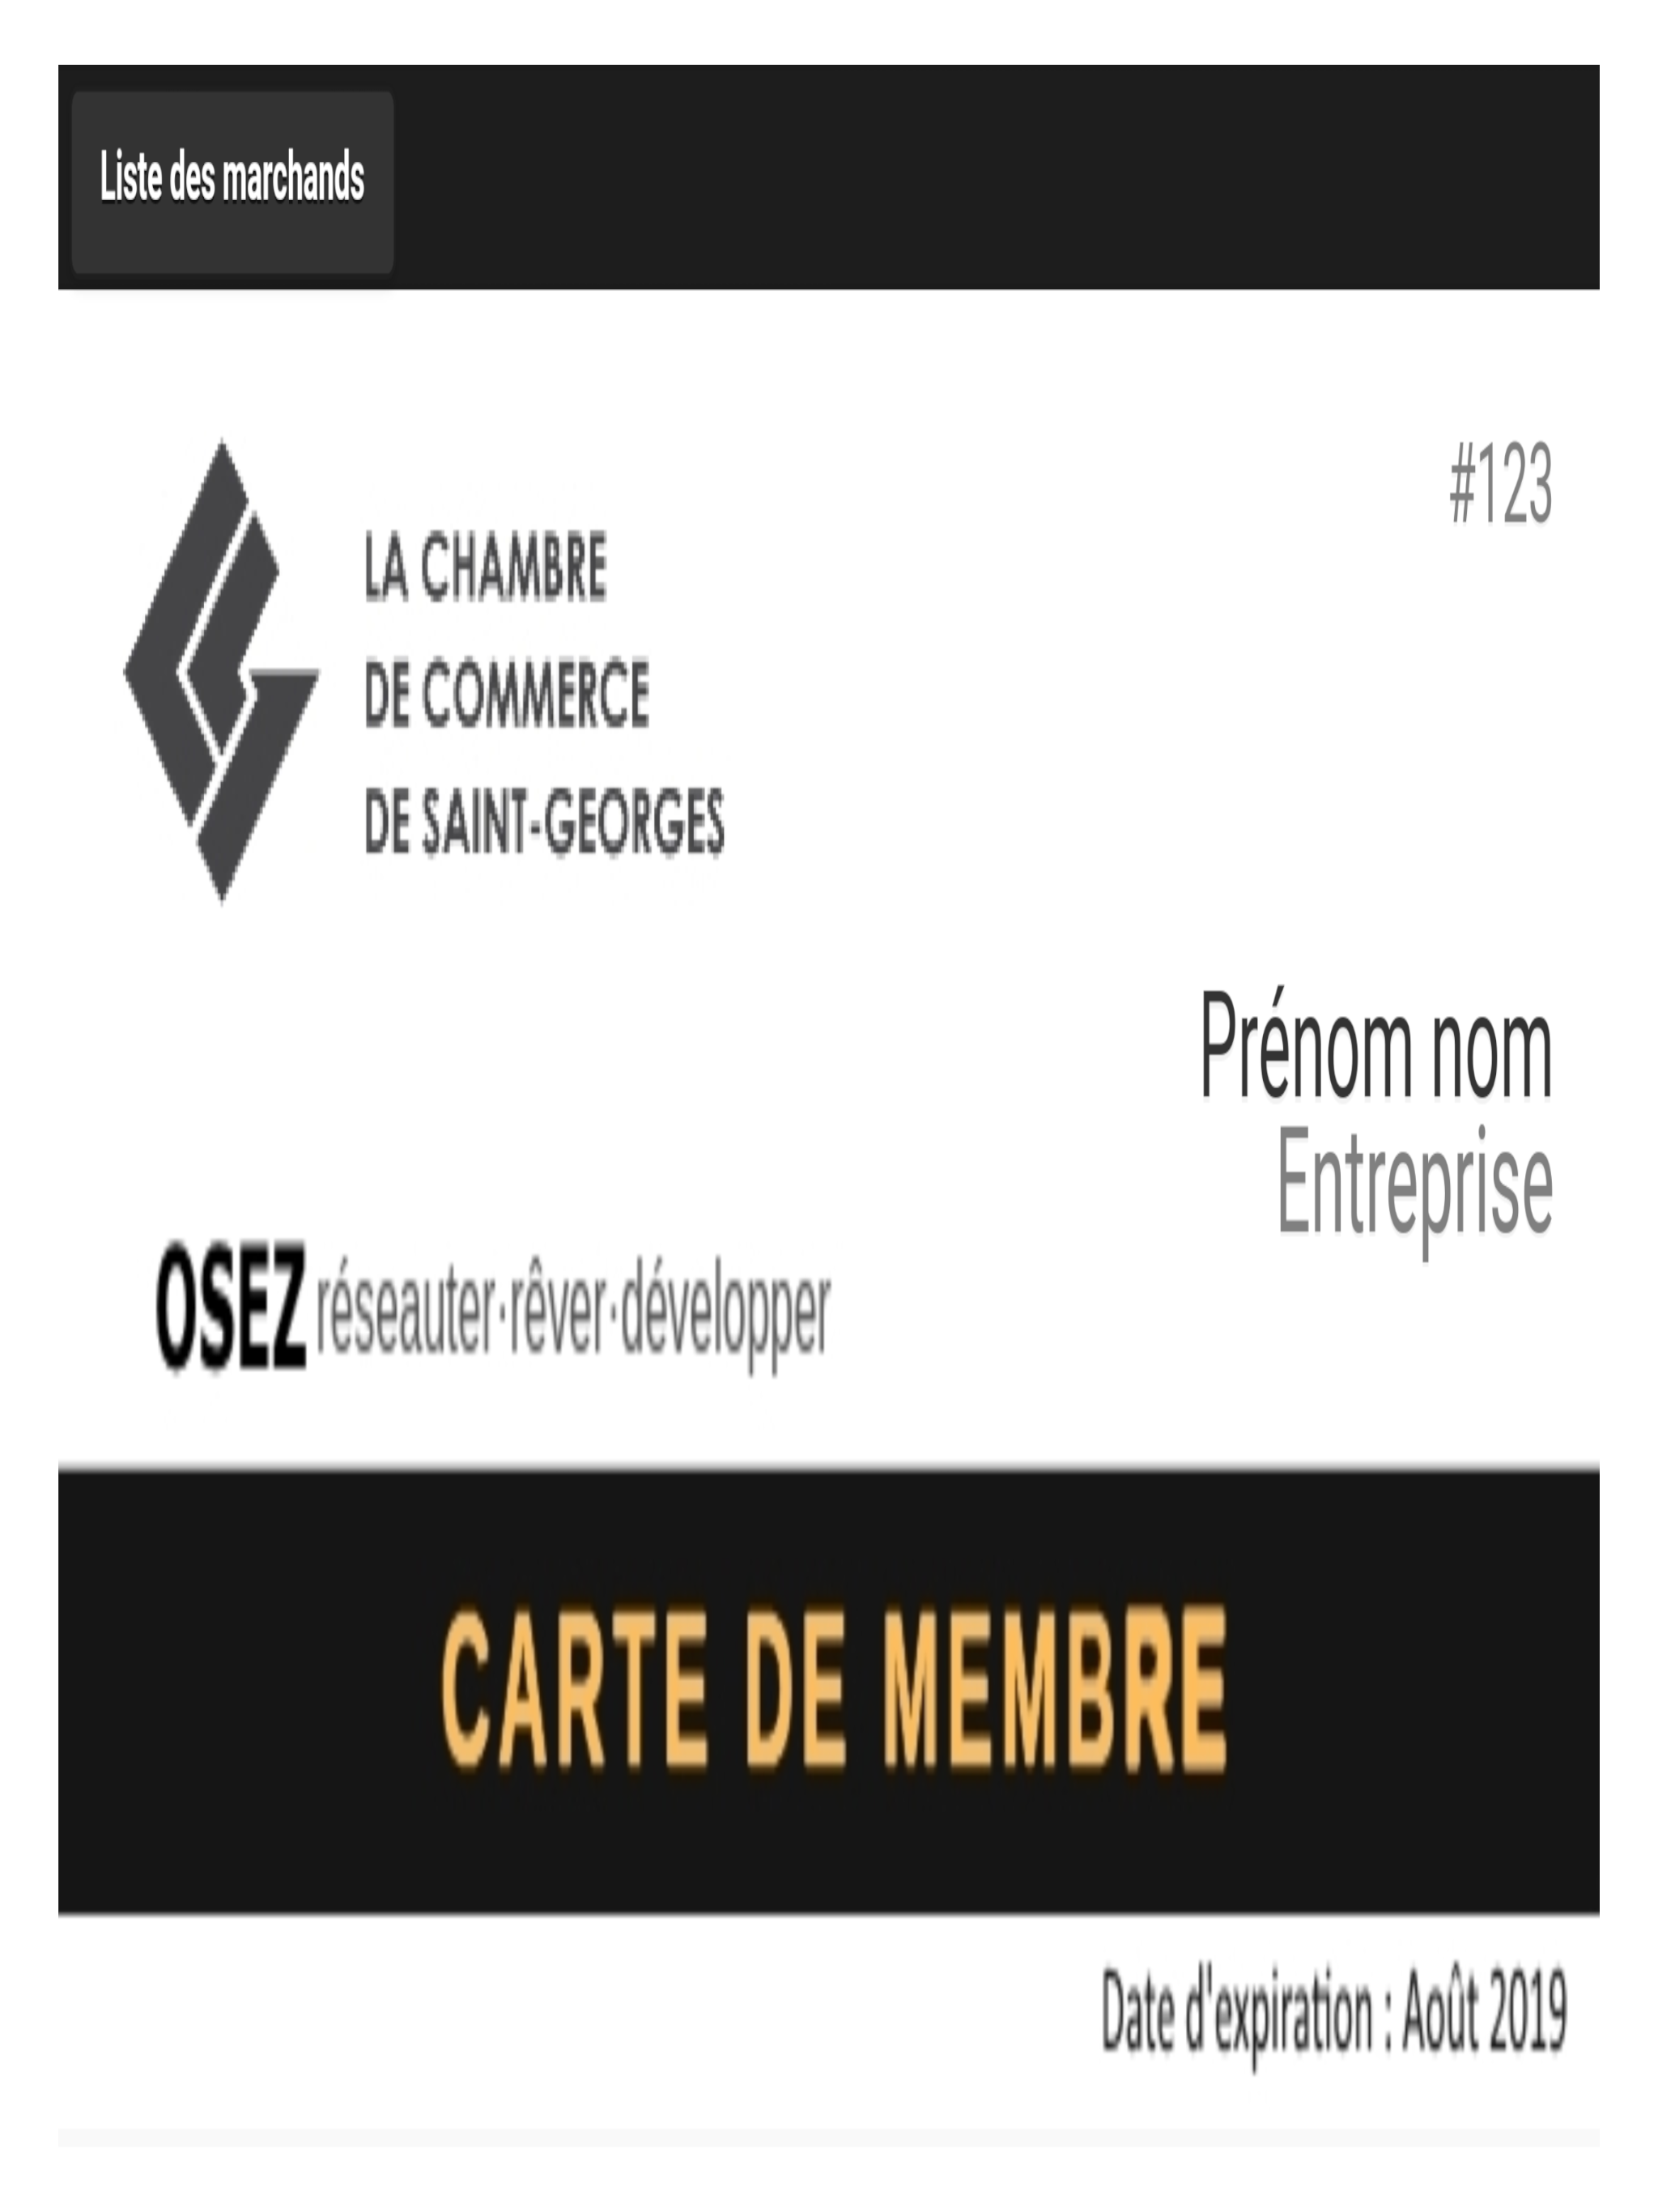 Liste des marchands
#123
LA CHAMBRE
DE COMMERCE
DE SAINT-GEORGES
Prénom nom
Entreprise
OSEZ réseauter·rêver·développer
CARTE DE MEMBRE
Date d'expiration : Août 2019